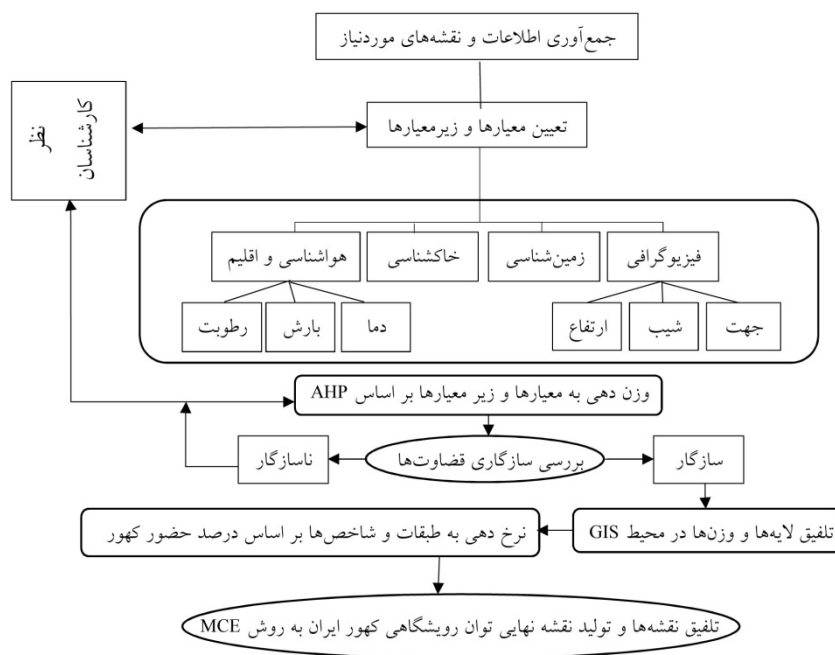 جمع‌آوری اطلاعات و نقشه‌های موردنیاز
نظر
کارشناسان
تعیین معیارها و زیرمعیارها
فیزیوگرافی
زمین‌شناسی
خاکشناسی
هواشناسی و اقلیم
جهت
شیب
ارتفاع
دما
بارش
رطوبت
وزن دهی به معیارها و زیر معیارها بر اساس AHP
سازگار
بررسی سازگاری قضاوت‌ها
ناسازگار
تلفیق لایه‌ها و وزن‌ها در محیط GIS
نرخ دهی به طبقات و شاخص‌ها بر اساس درصد حضور کهور
تلفیق نقشه‌ها و تولید نقشه نهایی توان رویشگاهی کهور ایران به روش MCE